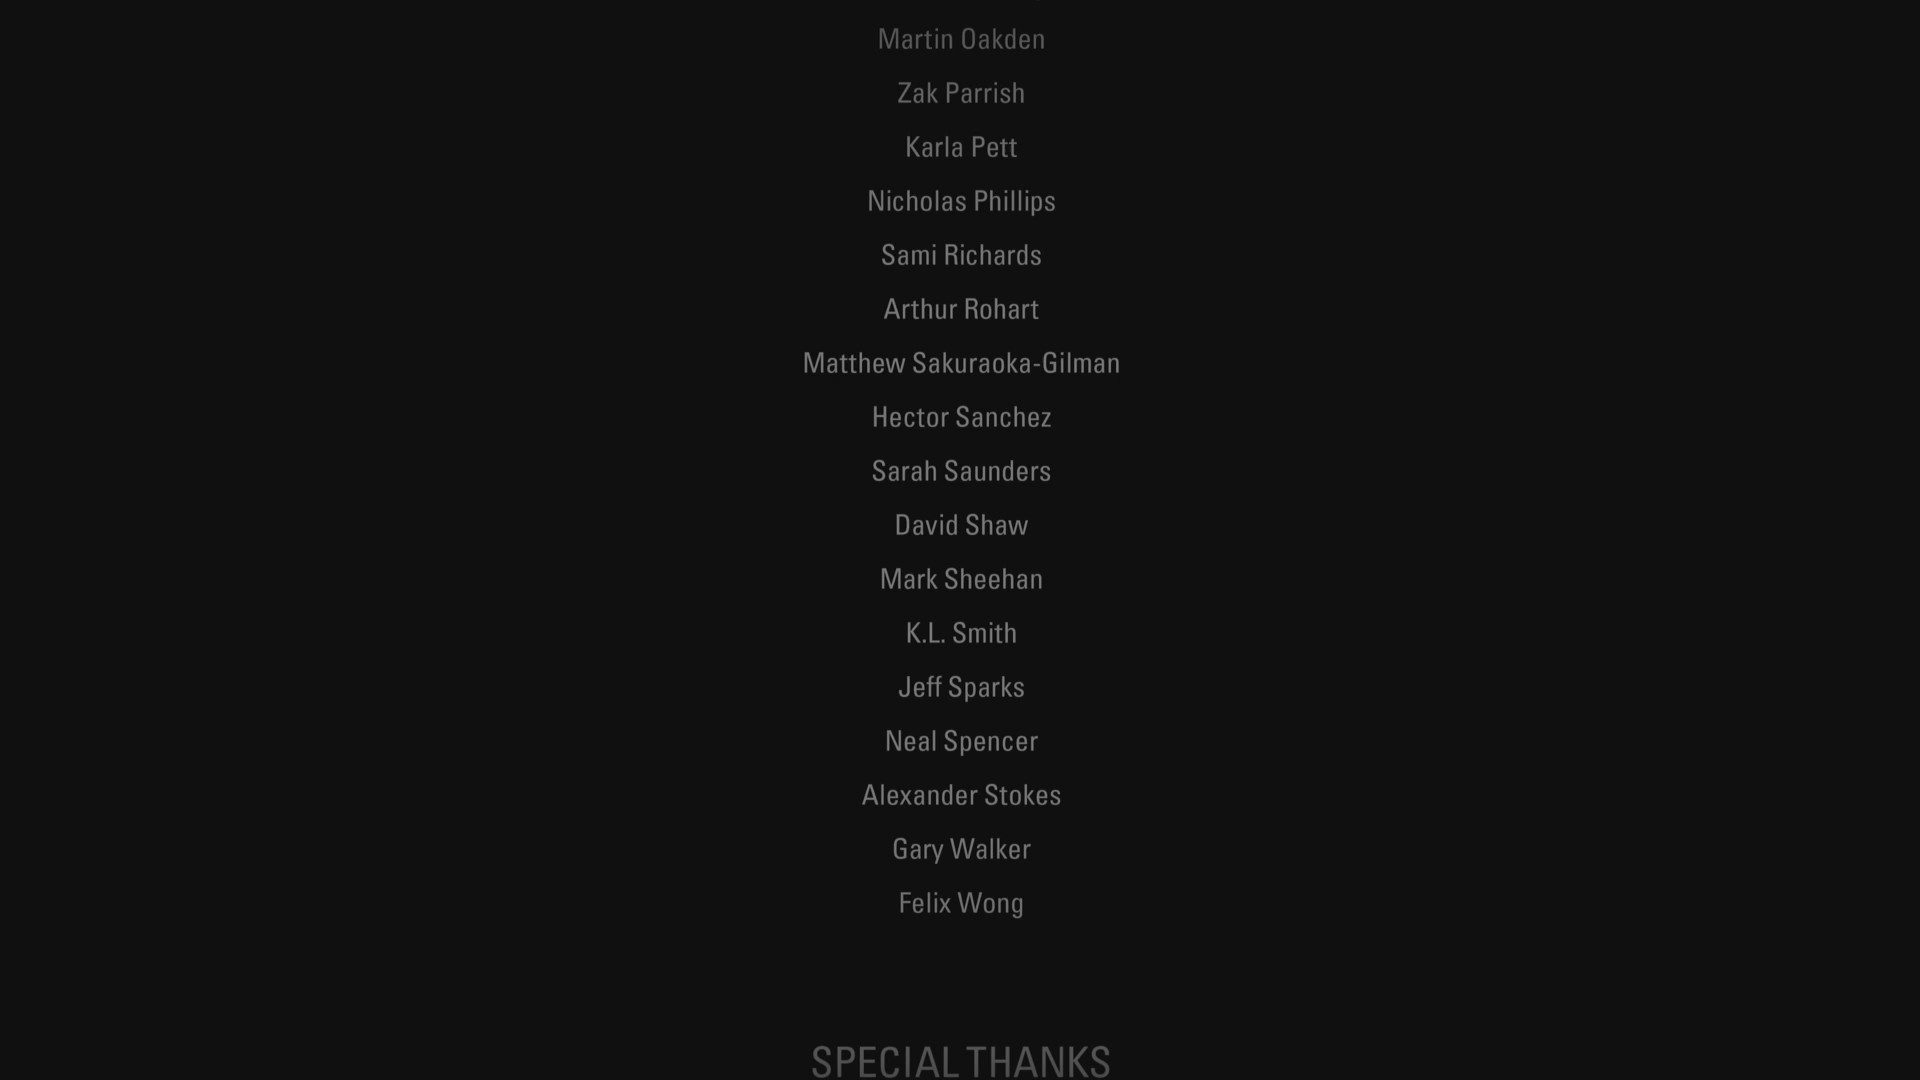 Martin Oakden
Zak Parrish
Karla Pett
Nicholas Phillips
Sami Richards
Arthur Rohart
Matthew Sakuraoka-Gilman
Hector Sanchez
Sarah Saunders
David Shaw
Mark Sheehan
K.L. Smith
Jeff Sparks
Neal Spencer
Alexander Stokes
Gary Walker
Felix Wong
SPECIAL THANKS